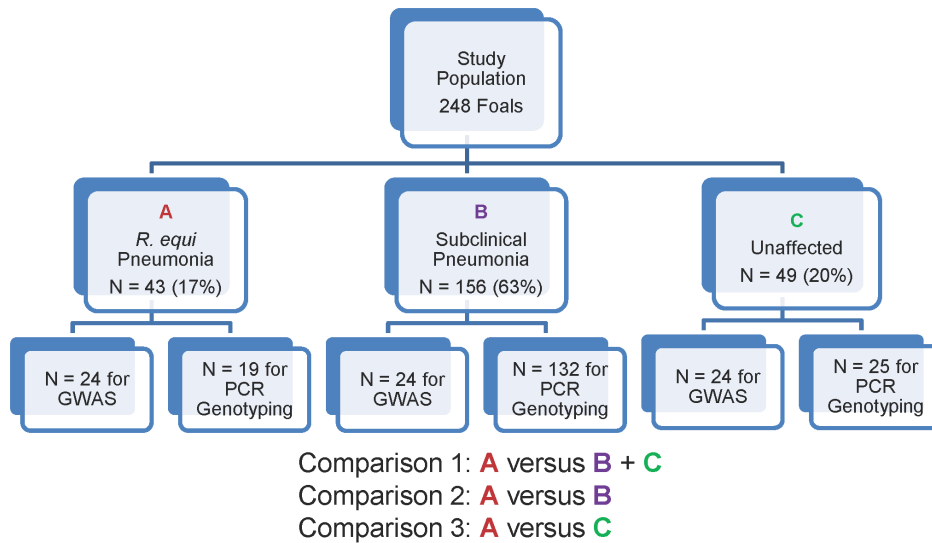 Study
Population
248 Foals
A
R. equi
Pneumonia
N = 43 (17%)
B
Subclinical
Pneumonia
N = 156 (63%)
C
Unaffected
N = 49 (20%)
N = 24 for
GWAS
N = 19 for
PCR
Genotyping
N = 24 for
GWAS
N = 132 for
PCR
Genotyping
N = 24 for
GWAS
N = 25 for
PCR
Genotyping
Comparison 1: A versus B + C
Comparison 2: A versus B
Comparison 3: A versus C